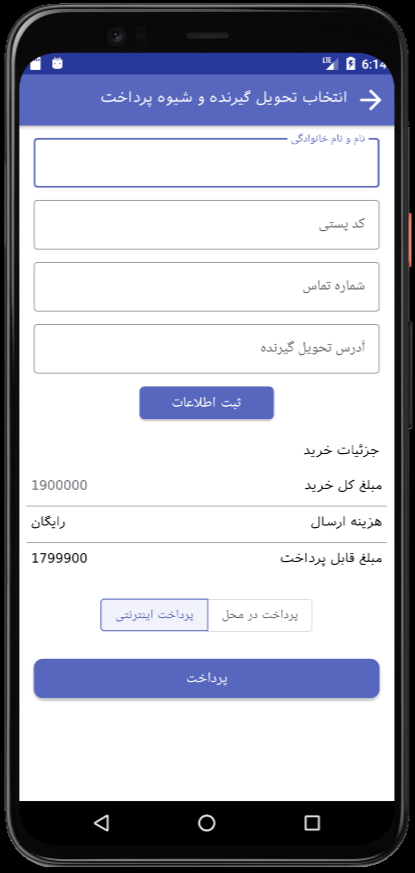 LTE 6:14
انتخاب تحویل گیرنده و شیوه پرداخت
نام و نام خانوادگی
کد پستی
شماره تماس
آدرس تحویل گیرنده
ثبت اطلاعات
جزئیات خرید
مبلغ کل خرید 1900000
هزینه ارسال رایگان
مبلغ قابل پرداخت 1799900
پرداخت در محل پرداخت اینترنتی
پرداخت